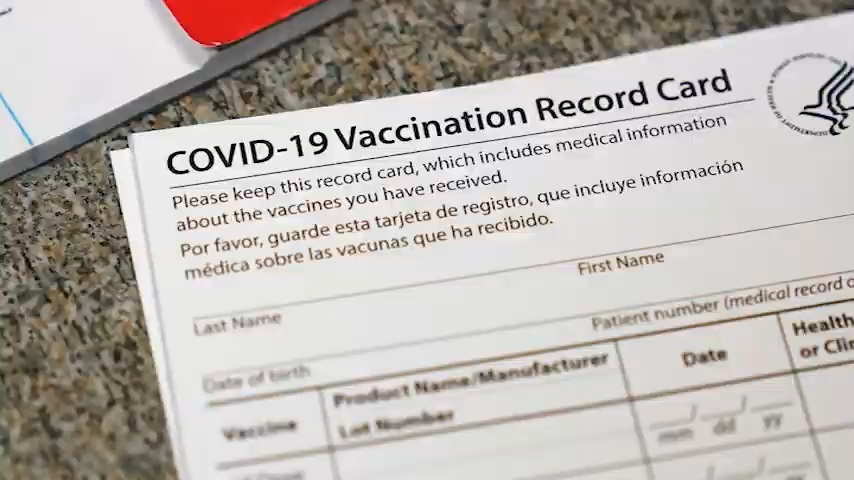 COVID-19 Vaccination Record Card
Please keep this record card, which includes medical information
about the vaccines you have received.
Por favor, guarde esta tarjeta de registro, que incluye información
médica sobre las vacunas que ha recibido.
Last Name
First Name
Date of birth
Patient number (medical record o
Vaccine
Product Name/Manufacturer
Lot Number
Date
Health
or Clin
mm dd yy